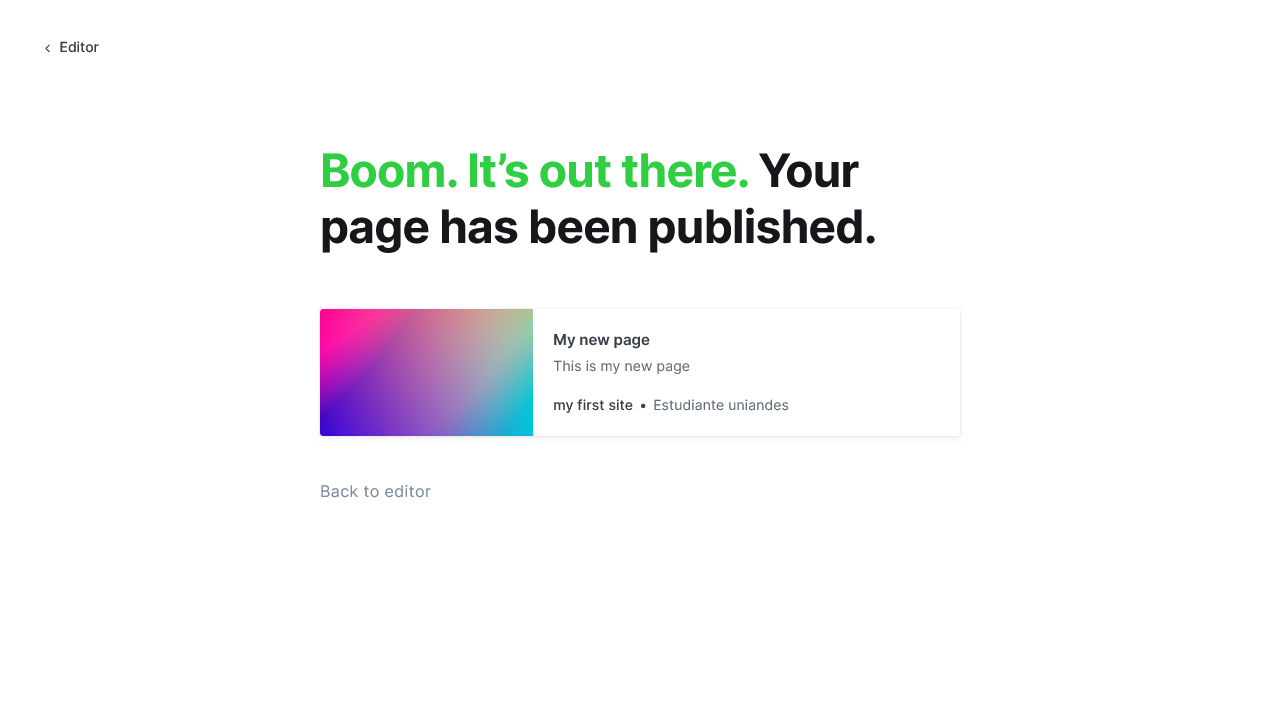 Editor
Boom. It’s out there. Your
page has been published.
My new page
This is my new page
my first site • Estudiante uniandes
Back to editor